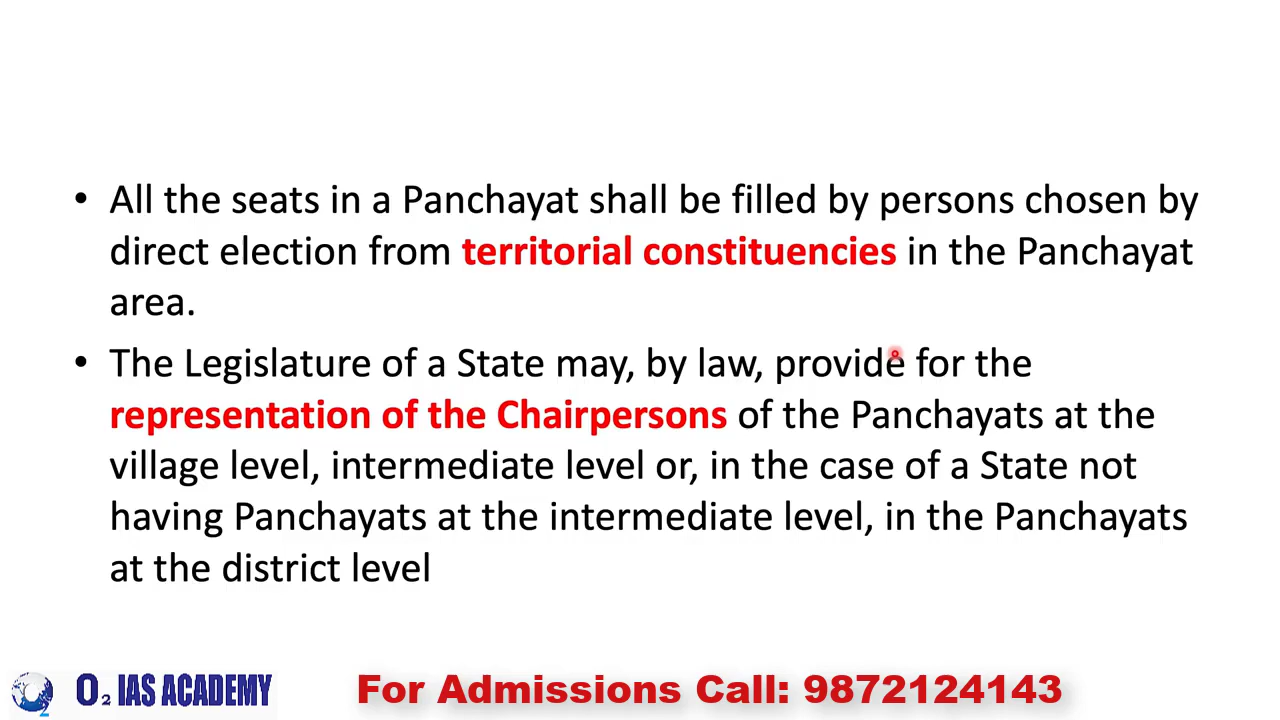 • All the seats in a Panchayat shall be filled by persons chosen by
direct election from territorial constituencies in the Panchayat
area.
• The Legislature of a State may, by law, provide for the
representation of the Chairpersons of the Panchayats at the
village level, intermediate level or, in the case of a State not
having Panchayats at the intermediate level, in the Panchayats
at the district level
O₂ IAS ACADEMY
For Admissions Call: 9872124143